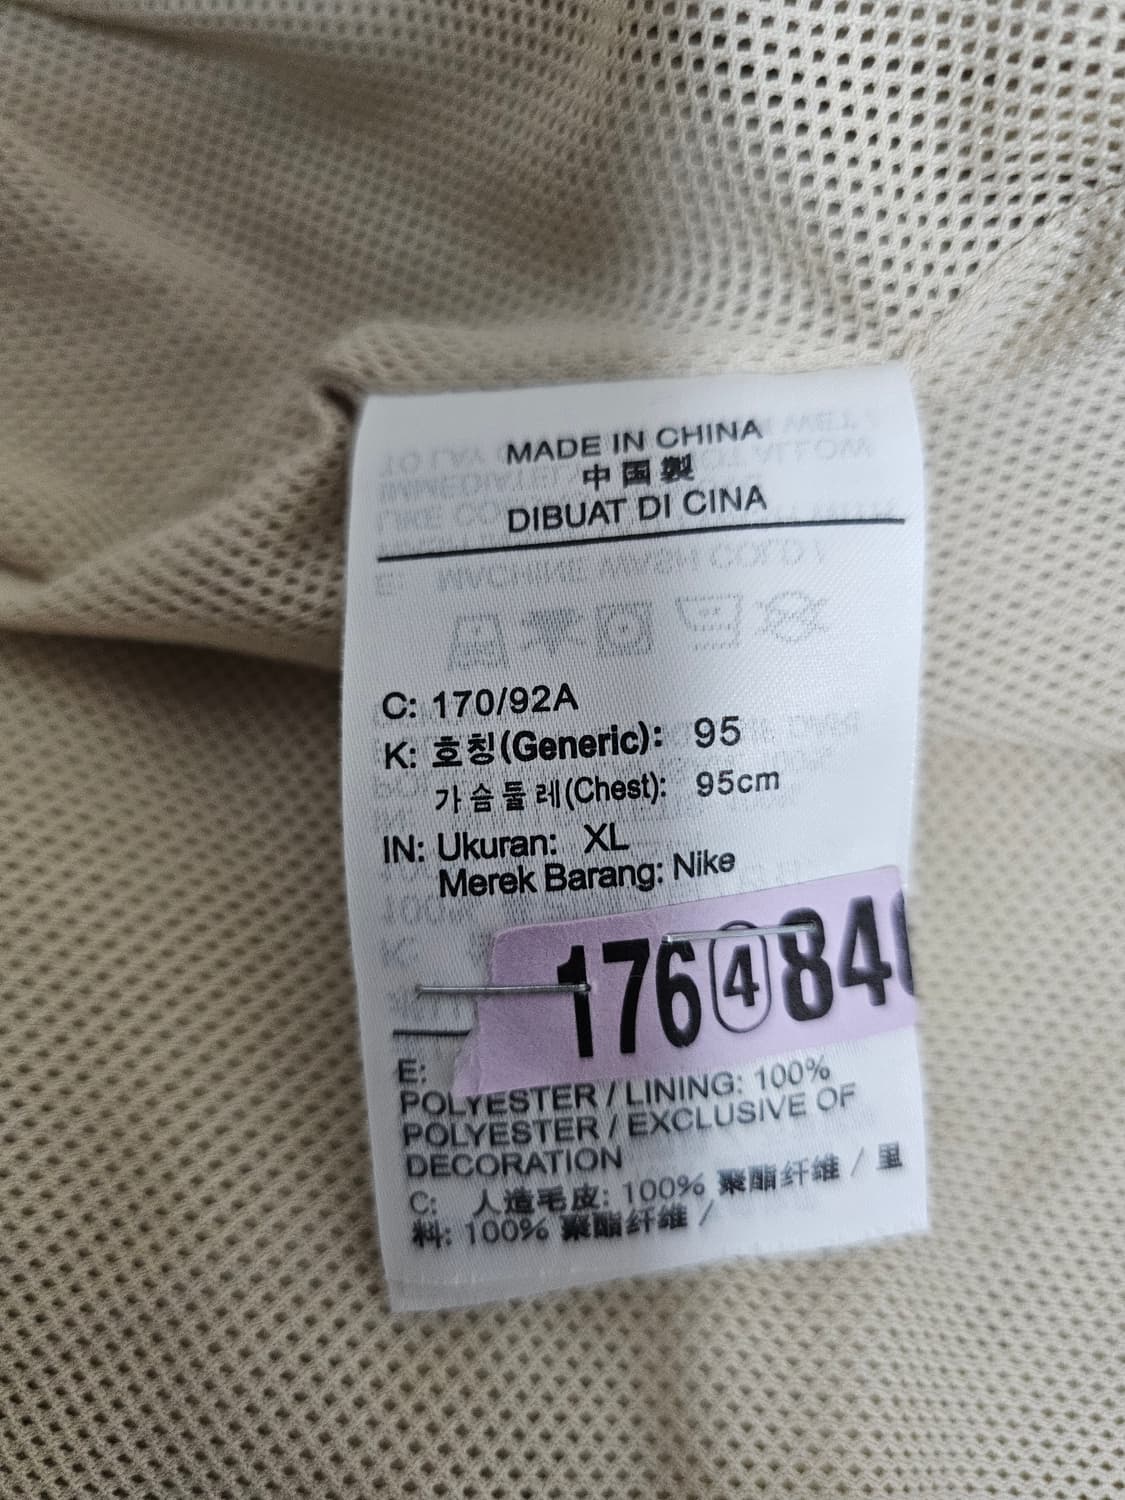 MADE IN CHINA
中国製
DIBUAT DI CINA
C: 170/92A
K: 호칭(Generic): 95
가슴둘레(Chest): 95cm
IN: Ukuran: XL
Merek Barang: Nike
176 4 84
E:
POLYESTER / LINING: 100%
POLYESTER / EXCLUSIVE OF
DECORATION
C: 人造毛皮: 100% 聚酯纤维 / 里
料: 100% 聚酯纤维 /